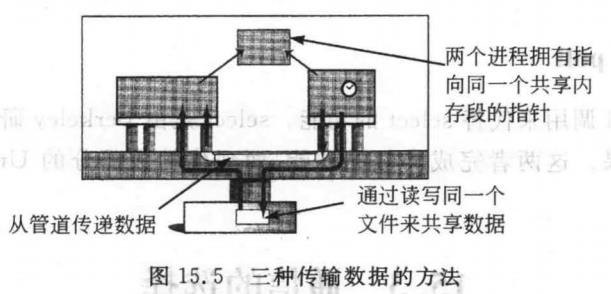 两个进程拥有指
向同一个共享内
存段的指针
从管道传递数据
通过读写同一个
文件来共享数据
图 15.5 三种传输数据的方法